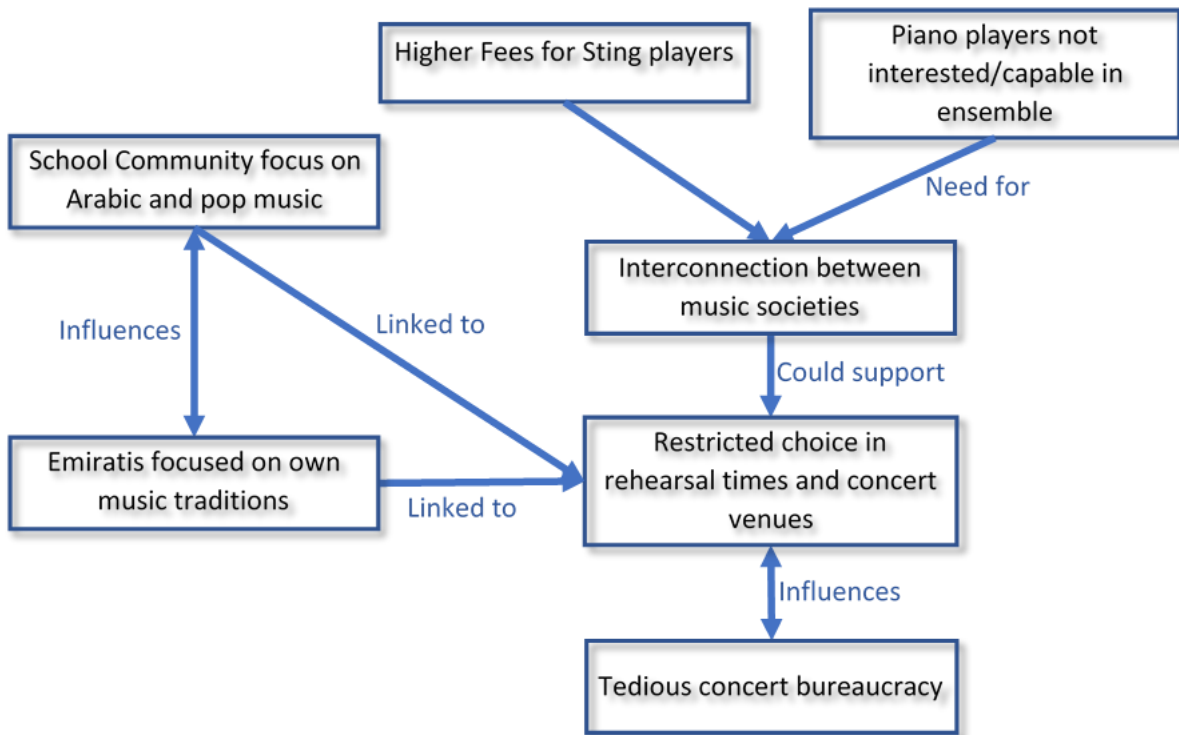 Higher Fees for Sting players
Piano players not
interested/capable in
ensemble
School Community focus on
Arabic and pop music
Need for
Interconnection between
music societies
Influences
Linked to
Could support
Emiratis focused on own
music traditions
Linked to
Restricted choice in
rehearsal times and concert
venues
Influences
Tedious concert bureaucracy